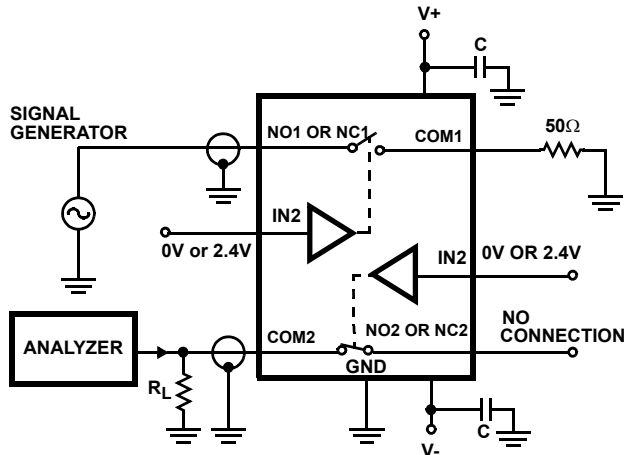 V+
C
SIGNAL
GENERATOR
NO1 OR NC1
COM1
50Ω
IN2
0V or 2.4V
IN2
0V OR 2.4V
ANALYZER
COM2
NO2 OR NC2
NO
CONNECTION
GND
RL
C
V-